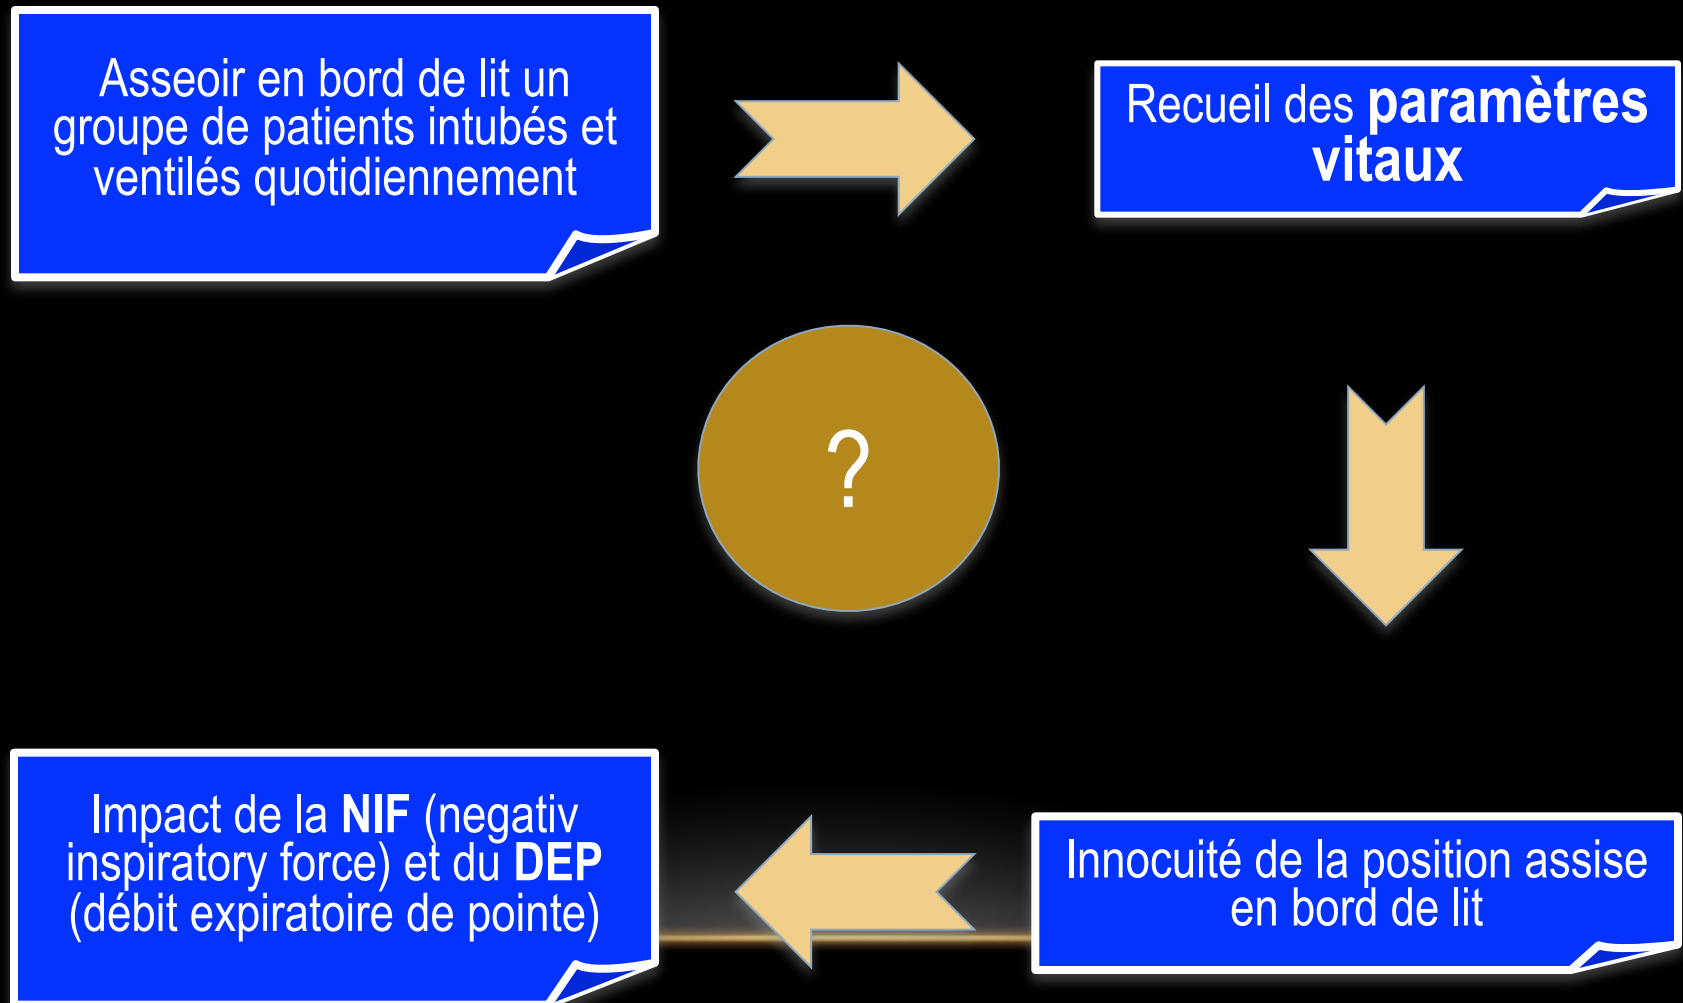 Asseoir en bord de lit un
groupe de patients intubés et
ventilés quotidiennement
Recueil des paramètres
vitaux
?
Impact de la NIF (negativ
inspiratory force) et du DEP
(débit expiratoire de pointe)
Innocuité de la position assise
en bord de lit